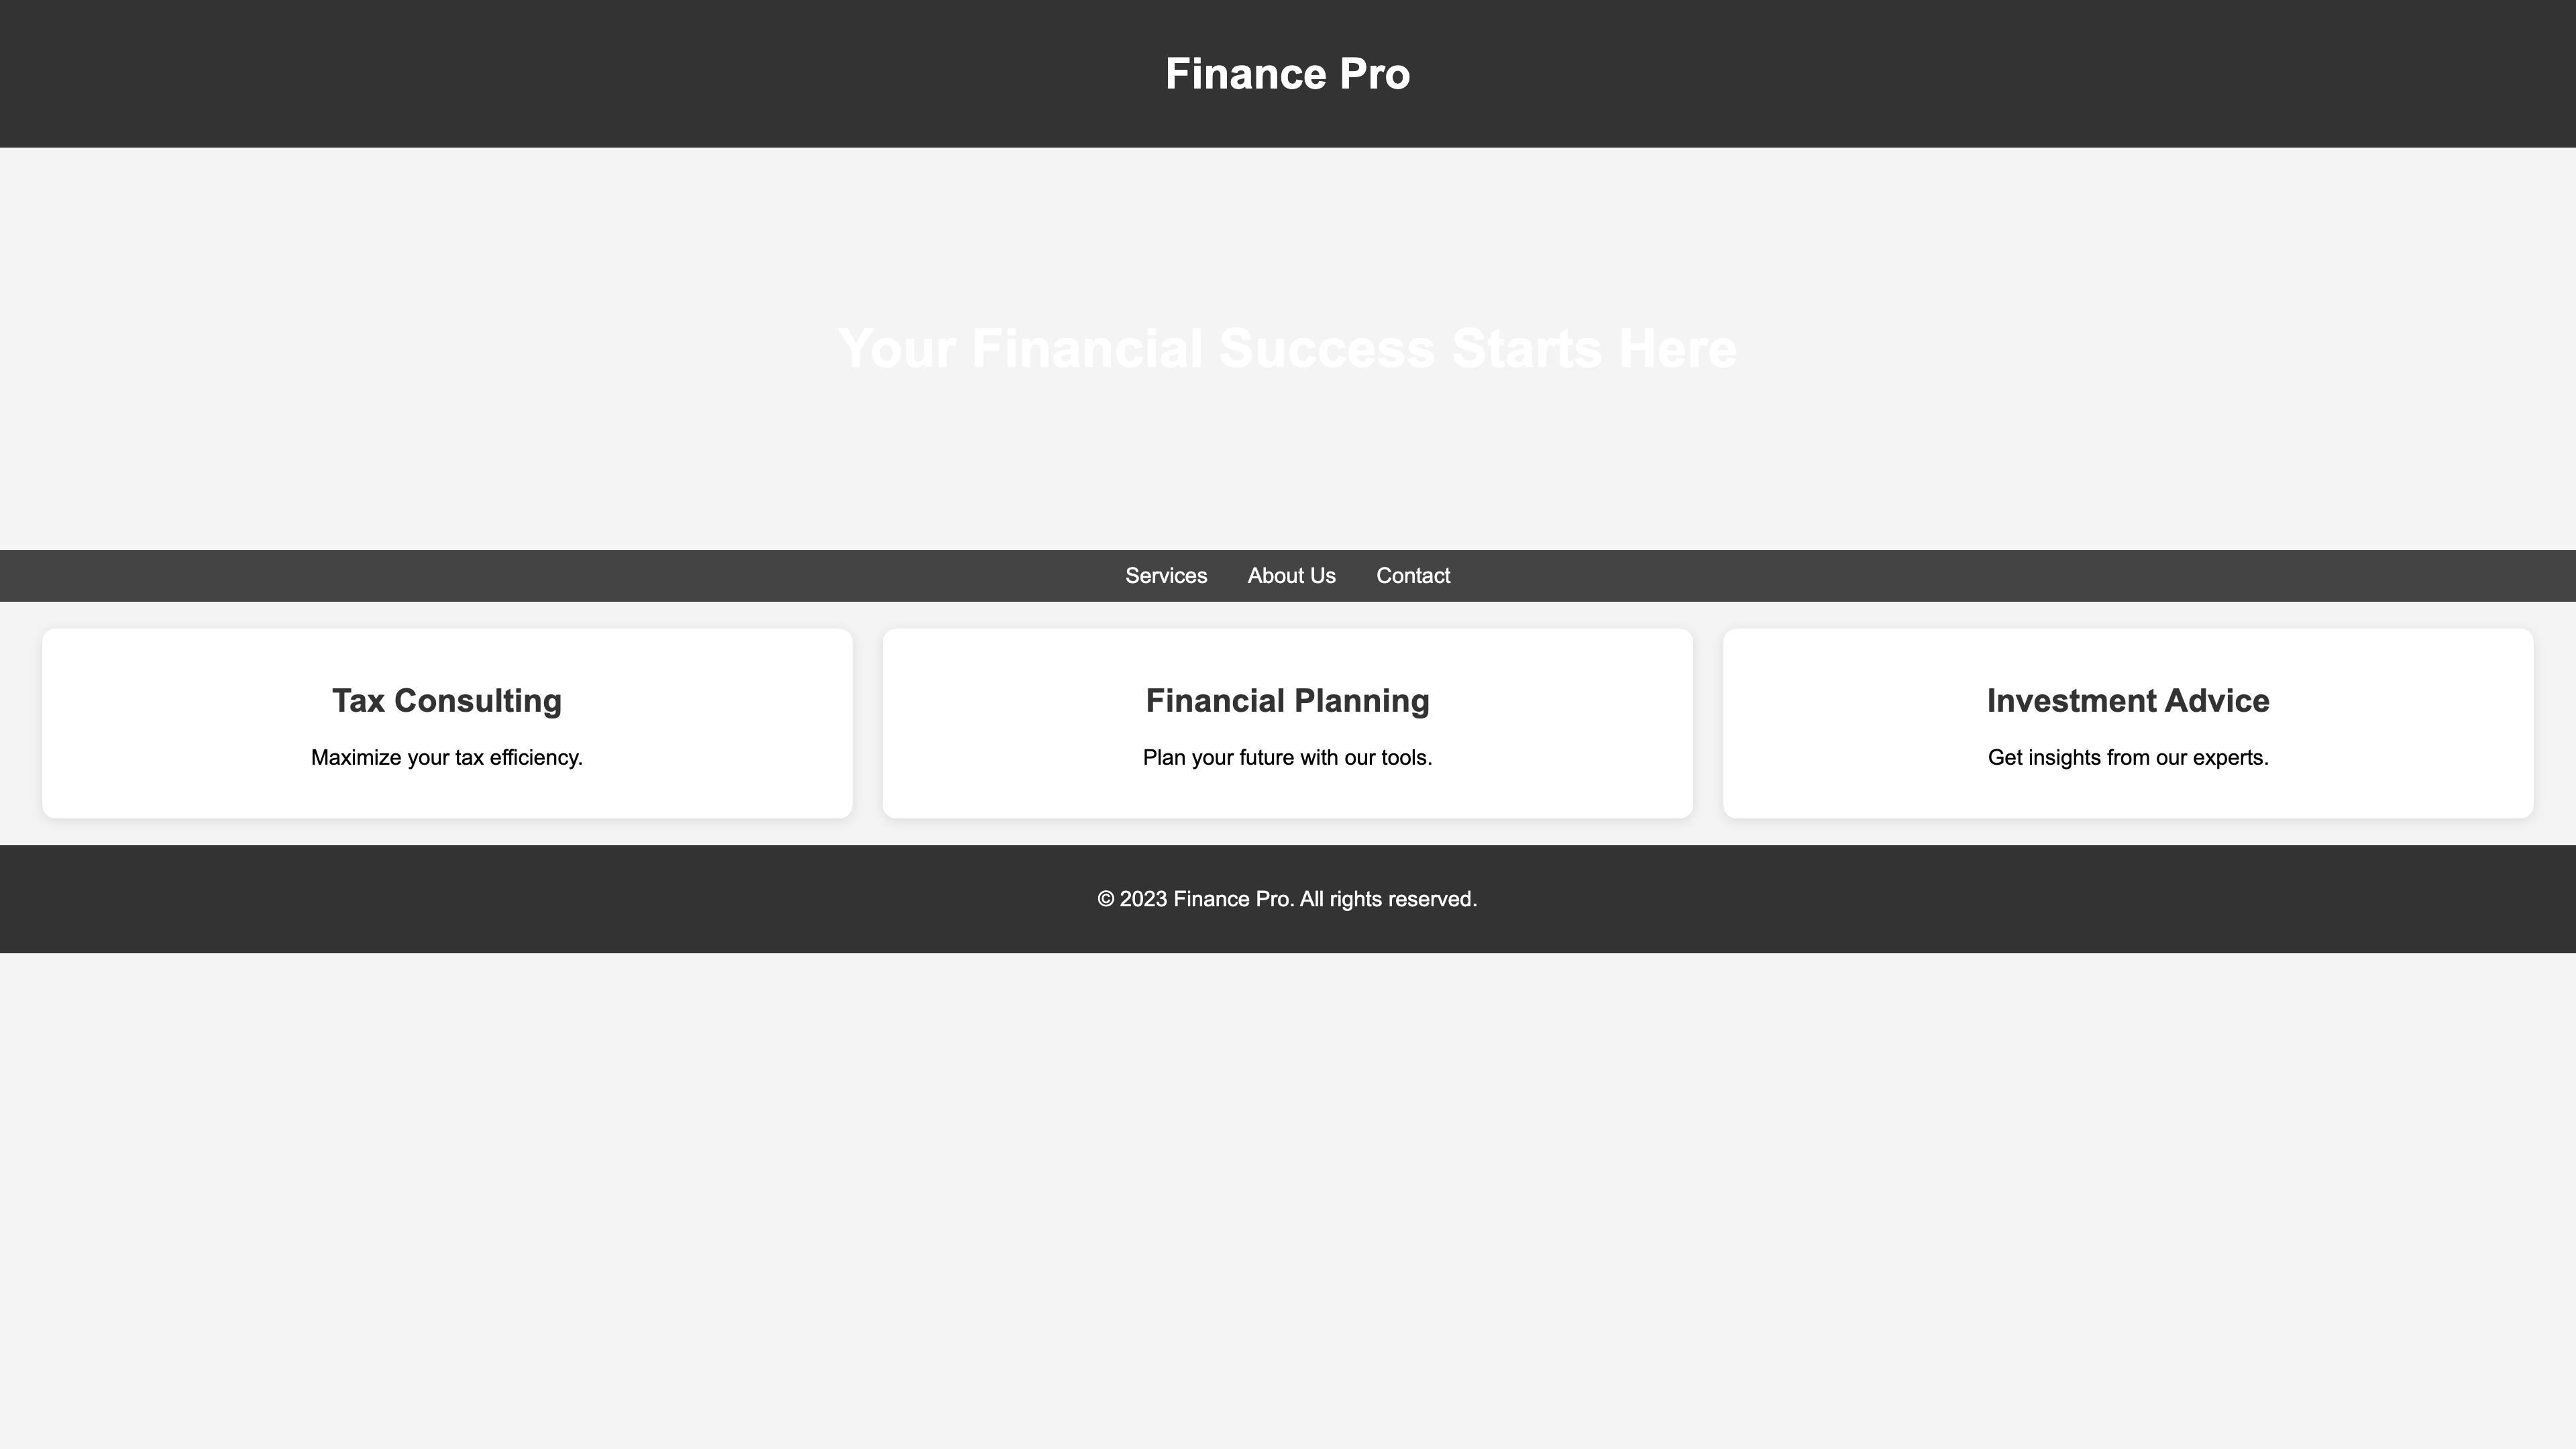 Finance Pro
Your Financial Success Starts Here
Services About Us Contact
Tax Consulting
Maximize your tax efficiency.
Financial Planning
Plan your future with our tools.
Investment Advice
Get insights from our experts.
© 2023 Finance Pro. All rights reserved.